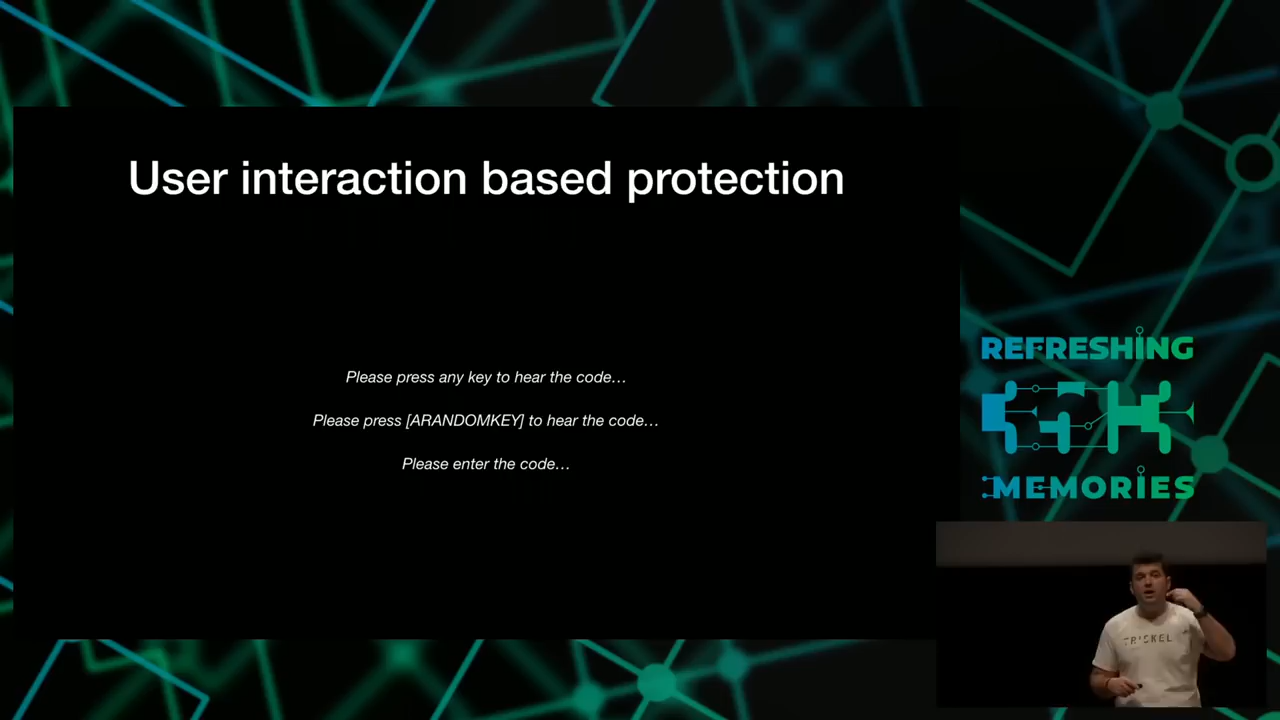 User interaction based protection
Please press any key to hear the code…
Please press [ARANDOMKEY] to hear the code…
Please enter the code…
REFRESHING
MEMORIES
TRISKEL